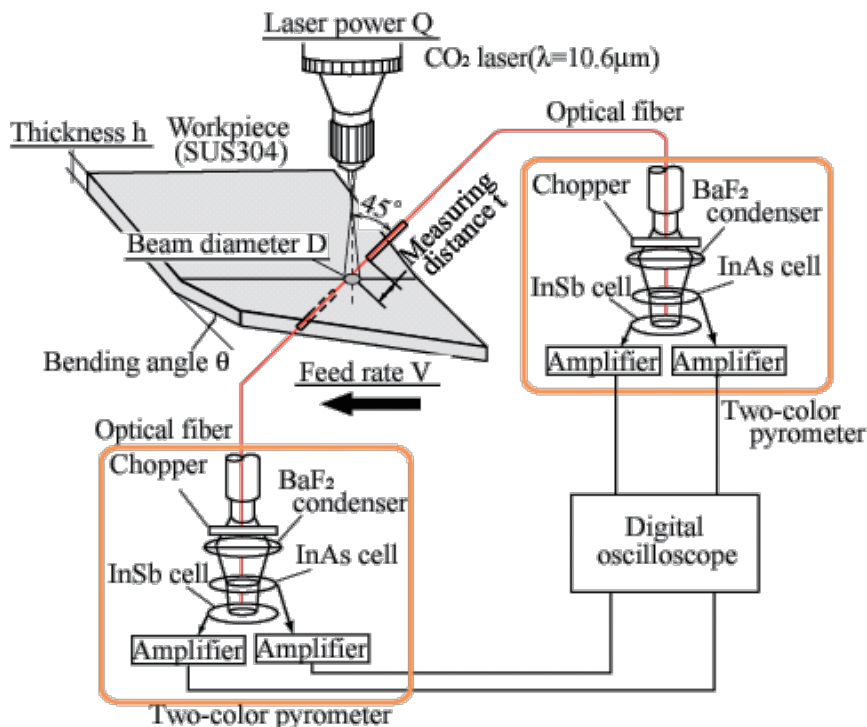 Laser power Q
CO₂ laser(λ=10.6μm)
Optical fiber
Thickness h
Workpiece
(SUS304)
45°
Measuring
distance t
Beam diameter D
Chopper
BaF₂
condenser
InAs cell
InSb cell
Amplifier
Amplifier
Two-color
pyrometer
Bending angle θ
Feed rate V
Optical fiber
Chopper
BaF₂
condenser
InAs cell
InSb cell
Amplifier
Amplifier
Two-color pyrometer
Digital
oscilloscope